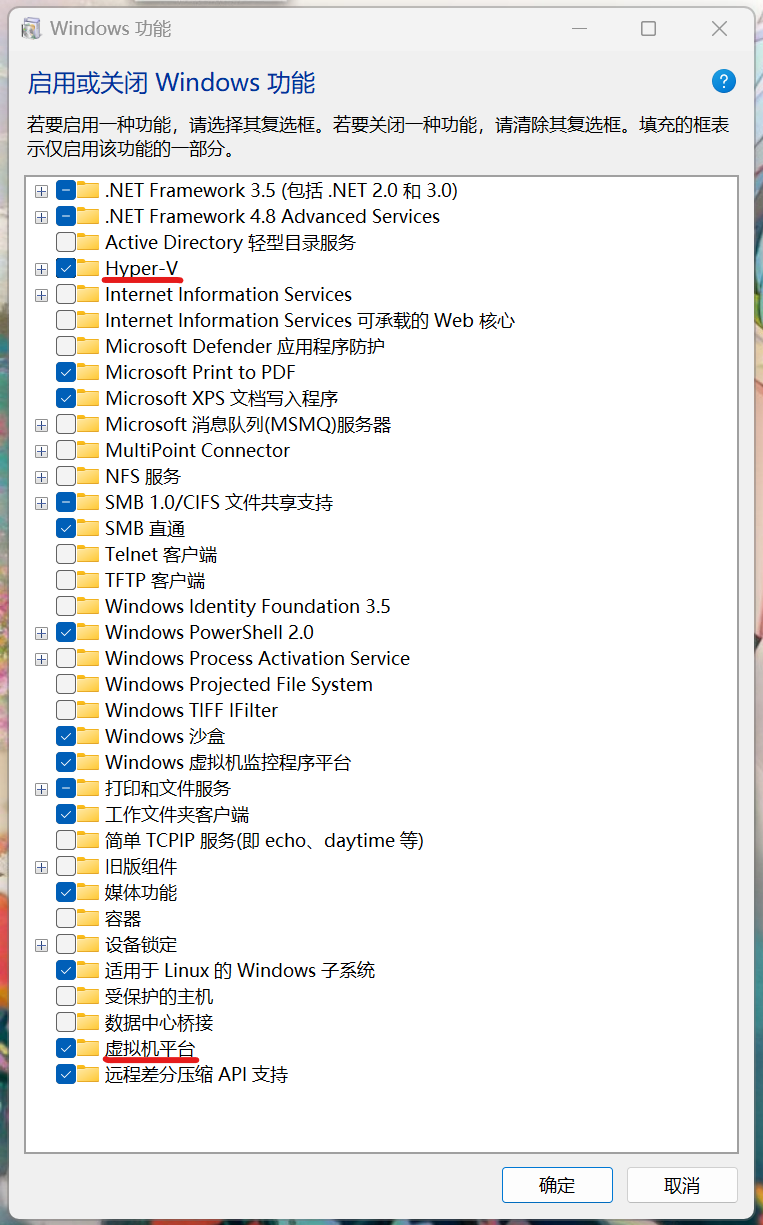 Windows 功能
启用或关闭 Windows 功能
若要启用一种功能，请选择其复选框。若要关闭一种功能，请清除其复选框。填充的框表
示仅启用该功能的一部分。
.NET Framework 3.5 (包括 .NET 2.0 和 3.0)
.NET Framework 4.8 Advanced Services
Active Directory 轻型目录服务
Hyper-V
Internet Information Services
Internet Information Services 可承载的 Web 核心
Microsoft Defender 应用程序防护
Microsoft Print to PDF
Microsoft XPS 文档写入程序
Microsoft 消息队列(MSMQ)服务器
MultiPoint Connector
NFS 服务
SMB 1.0/CIFS 文件共享支持
SMB 直通
Telnet 客户端
TFTP 客户端
Windows Identity Foundation 3.5
Windows PowerShell 2.0
Windows Process Activation Service
Windows Projected File System
Windows TIFF IFilter
Windows 沙盒
Windows 虚拟机监控程序平台
打印和文件服务
工作文件夹客户端
简单 TCPIP 服务(即 echo、daytime 等)
旧版组件
媒体功能
容器
设备锁定
适用于 Linux 的 Windows 子系统
受保护的主机
数据中心桥接
虚拟机平台
远程差分压缩 API 支持
确定
取消